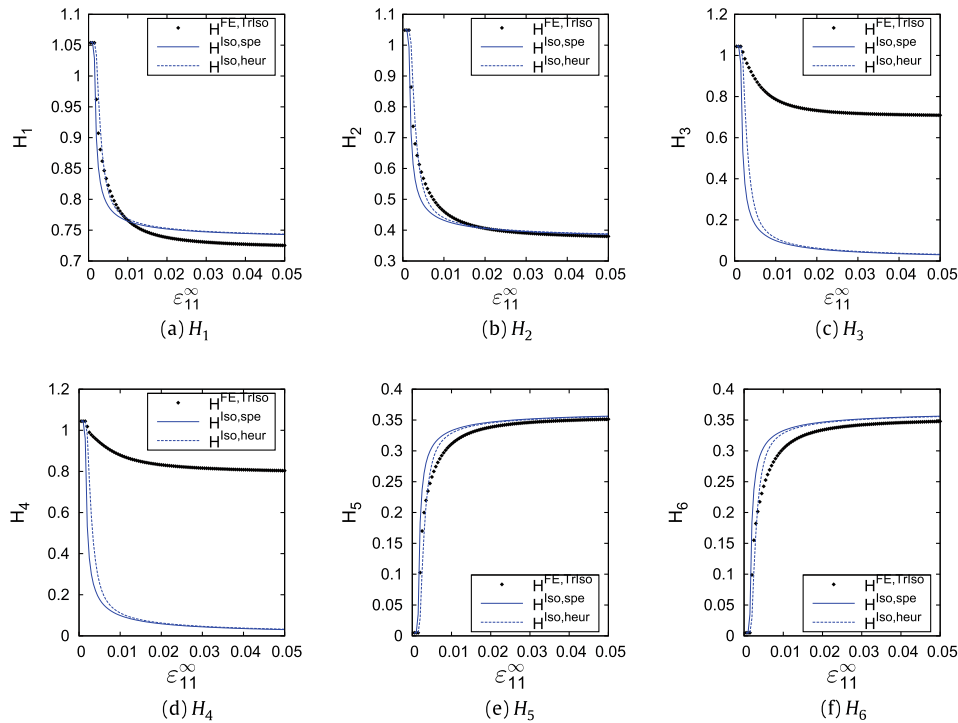 1.1
1.05
1
0.95
0.9
0.85
0.8
0.75
0.7
H₁
H^FE,TrIso
H^Iso,spe
H^Iso,heur
0 0.01 0.02 0.03 0.04 0.05
ε₁₁^∞
(a) H₁
1.1
1
0.9
0.8
0.7
0.6
0.5
0.4
0.3
H₂
H^FE,TrIso
H^Iso,spe
H^Iso,heur
0 0.01 0.02 0.03 0.04 0.05
ε₁₁^∞
(b) H₂
1.2
1
0.8
0.6
0.4
0.2
0
H₃
H^FE,TrIso
H^Iso,spe
H^Iso,heur
0 0.01 0.02 0.03 0.04 0.05
ε₁₁^∞
(c) H₃
1.2
1
0.8
0.6
0.4
0.2
0
H₄
H^FE,TrIso
H^Iso,spe
H^Iso,heur
0 0.01 0.02 0.03 0.04 0.05
ε₁₁^∞
(d) H₄
0.4
0.35
0.3
0.25
0.2
0.15
0.1
0.05
0
H₅
H^FE,TrIso
H^Iso,spe
H^Iso,heur
0 0.01 0.02 0.03 0.04 0.05
ε₁₁^∞
(e) H₅
0.4
0.35
0.3
0.25
0.2
0.15
0.1
0.05
0
H₆
H^FE,TrIso
H^Iso,spe
H^Iso,heur
0 0.01 0.02 0.03 0.04 0.05
ε₁₁^∞
(f) H₆